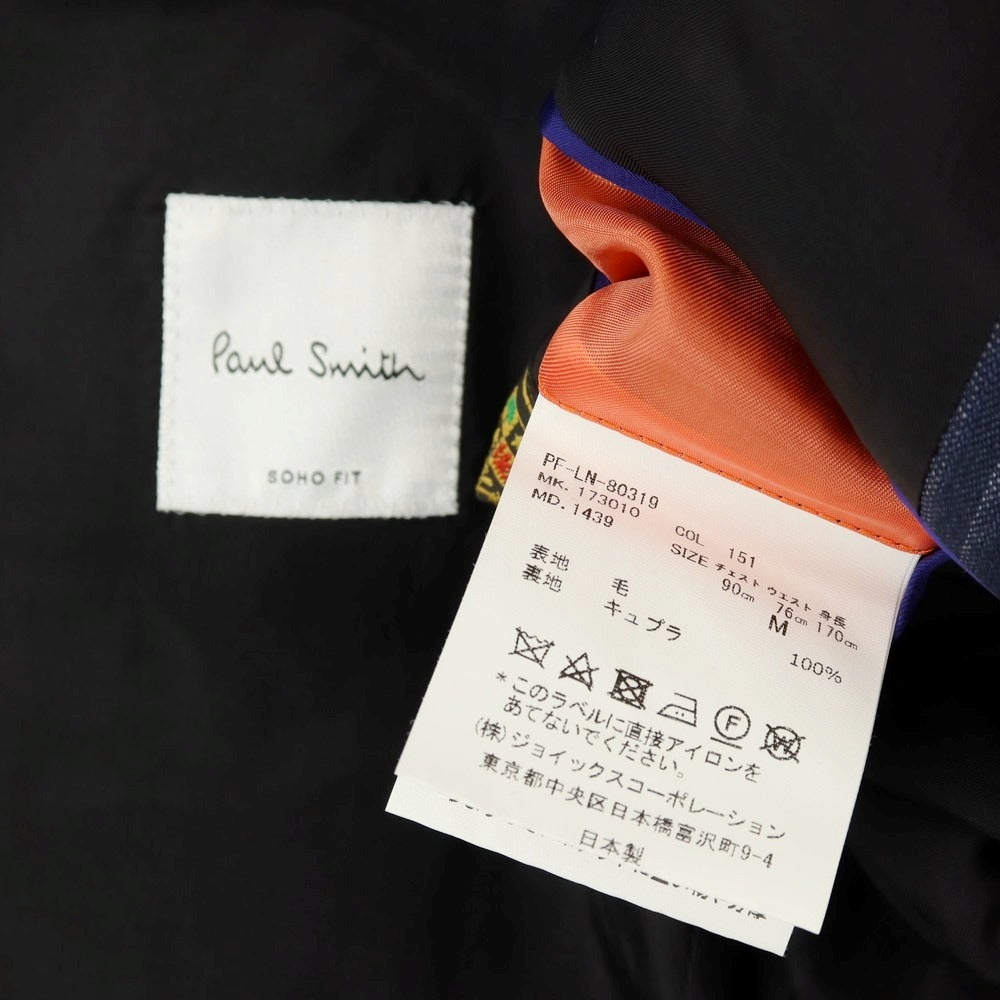 Paul Smith
SOHO FIT
PF-LN-80319
MK. 173010
MD. 1439
COL 151
SIZE チェスト ウエスト 身長
90cm 76cm 170cm
M
表地 毛
裏地 キュプラ 100%
F
W
*このラベルに直接アイロンを
あてないでください。
(株)ジョイックスコーポレーション
東京都中央区日本橋富沢町9-4
日本製